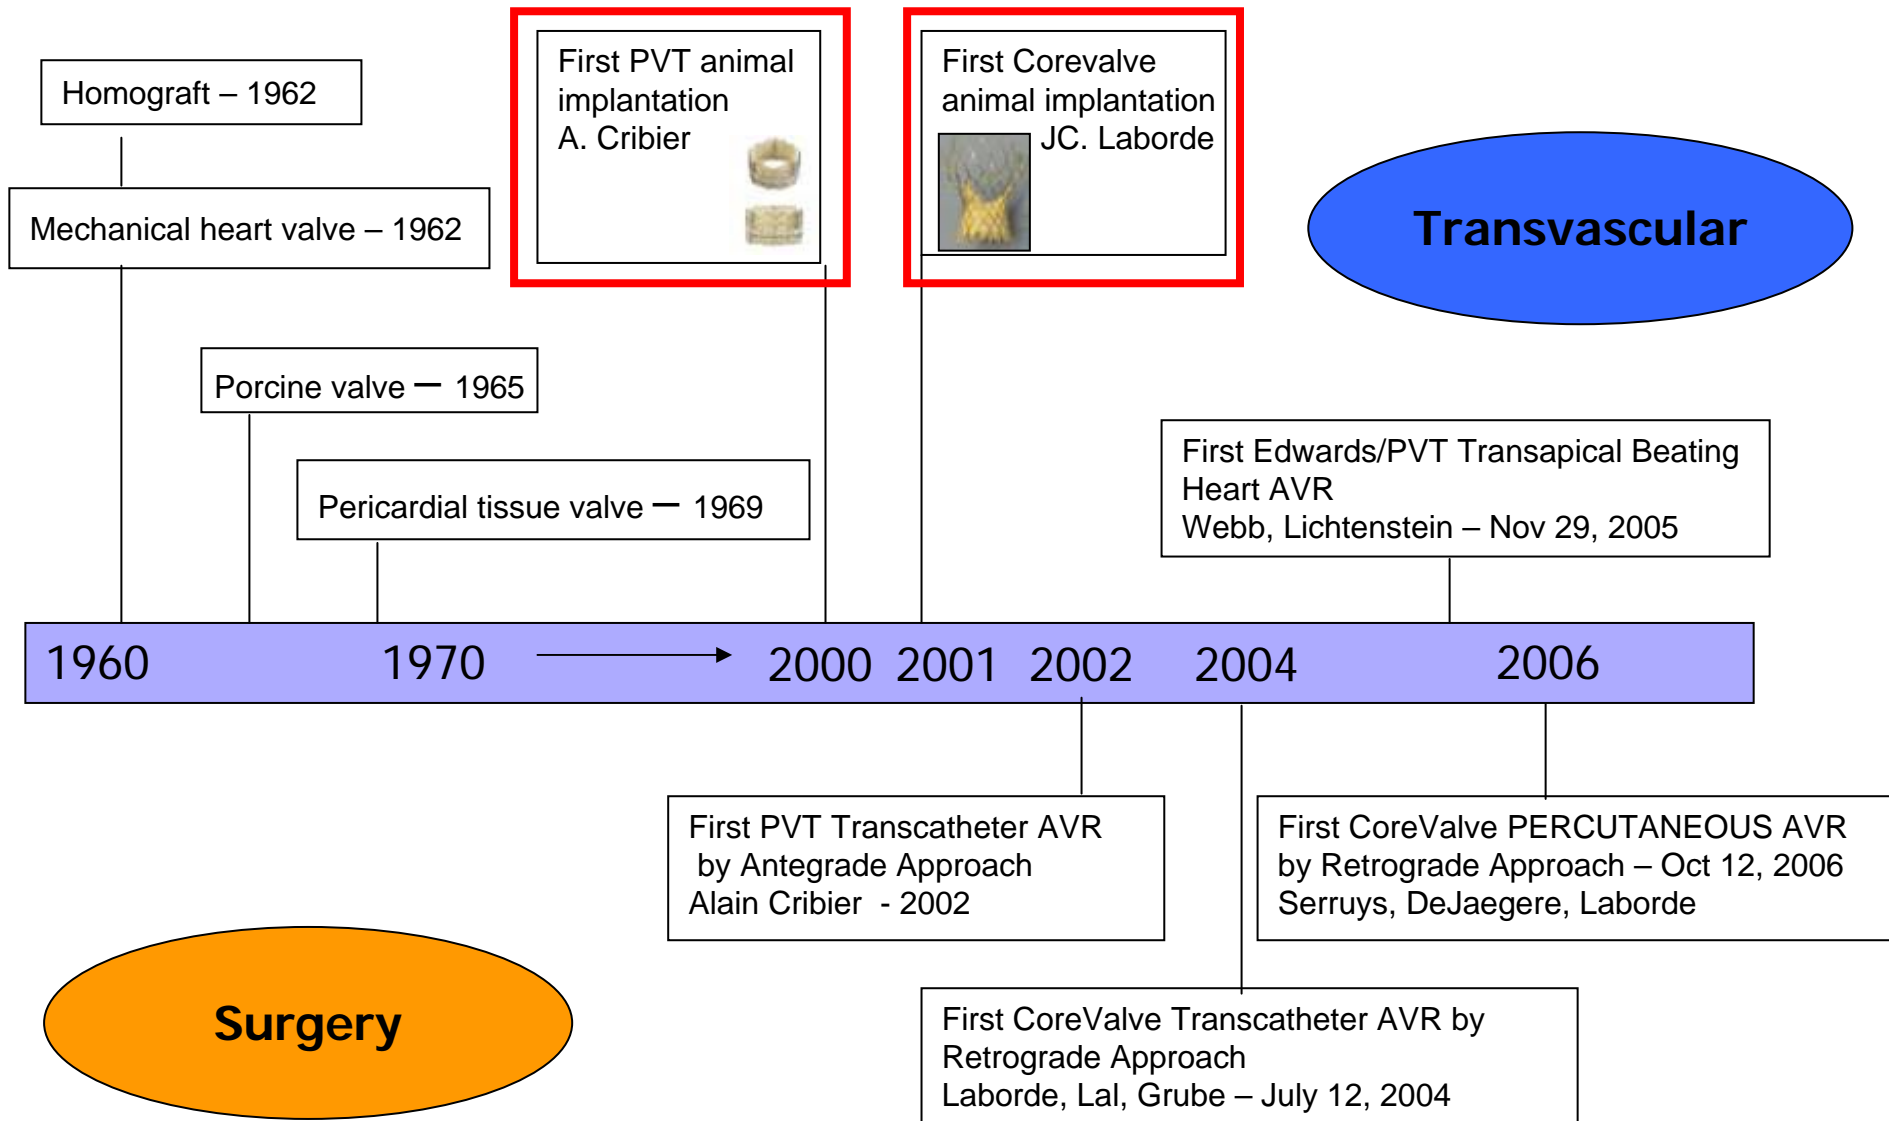 Homograft – 1962
Mechanical heart valve – 1962
First PVT animal
implantation
A. Cribier
First Corevalve
animal implantation
JC. Laborde
Transvascular
Porcine valve – 1965
Pericardial tissue valve – 1969
First Edwards/PVT Transapical Beating
Heart AVR
Webb, Lichtenstein – Nov 29, 2005
1960 1970 2000 2001 2002 2004 2006
First PVT Transcatheter AVR
by Antegrade Approach
Alain Cribier - 2002
First CoreValve PERCUTANEOUS AVR
by Retrograde Approach – Oct 12, 2006
Serruys, DeJaegere, Laborde
Surgery
First CoreValve Transcatheter AVR by
Retrograde Approach
Laborde, Lal, Grube – July 12, 2004